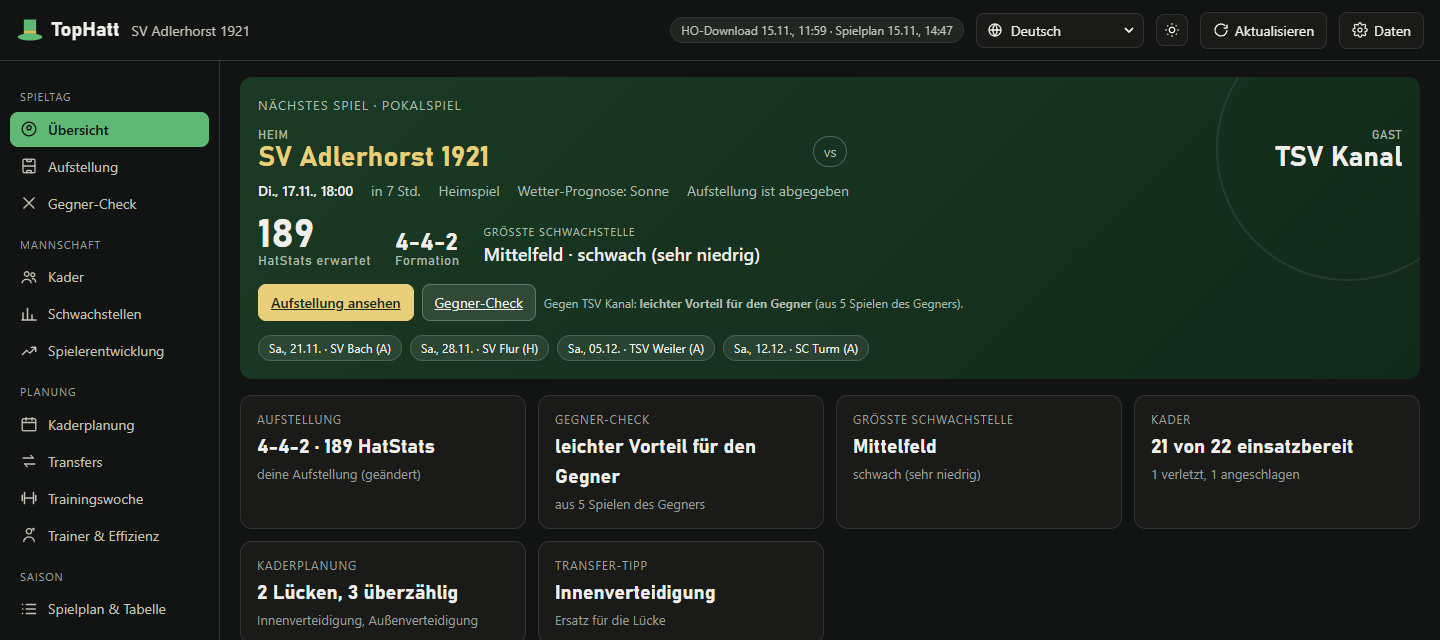 TopHatt SV Adlerhorst 1921
HO-Download 15.11., 11:59 · Spielplan 15.11., 14:47
Deutsch
Aktualisieren
Daten
SPIELTAG
Übersicht
Aufstellung
Gegner-Check
MANNSCHAFT
Kader
Schwachstellen
Spielerentwicklung
PLANUNG
Kaderplanung
Transfers
Trainingswoche
Trainer & Effizienz
SAISON
Spielplan & Tabelle
NÄCHSTES SPIEL · POKALSPIEL
HEIM
SV Adlerhorst 1921
vs
GAST
TSV Kanal
Di., 17.11., 18:00 in 7 Std. Heimspiel Wetter-Prognose: Sonne Aufstellung ist abgegeben
189
HatStats erwartet
4-4-2
Formation
GRÖSSTE SCHWACHSTELLE
Mittelfeld · schwach (sehr niedrig)
Aufstellung ansehen
Gegner-Check
Gegen TSV Kanal: leichter Vorteil für den Gegner (aus 5 Spielen des Gegners).
Sa., 21.11. · SV Bach (A)
Sa., 28.11. · SV Flur (H)
Sa., 05.12. · TSV Weiler (A)
Sa., 12.12. · SC Turm (A)
AUFSTELLUNG
4-4-2 · 189 HatStats
deine Aufstellung (geändert)
GEGNER-CHECK
leichter Vorteil für den
Gegner
aus 5 Spielen des Gegners
GRÖSSTE SCHWACHSTELLE
Mittelfeld
schwach (sehr niedrig)
KADER
21 von 22 einsatzbereit
1 verletzt, 1 angeschlagen
KADERPLANUNG
2 Lücken, 3 überzählig
Innenverteidigung, Außenverteidigung
TRANSFER-TIPP
Innenverteidigung
Ersatz für die Lücke